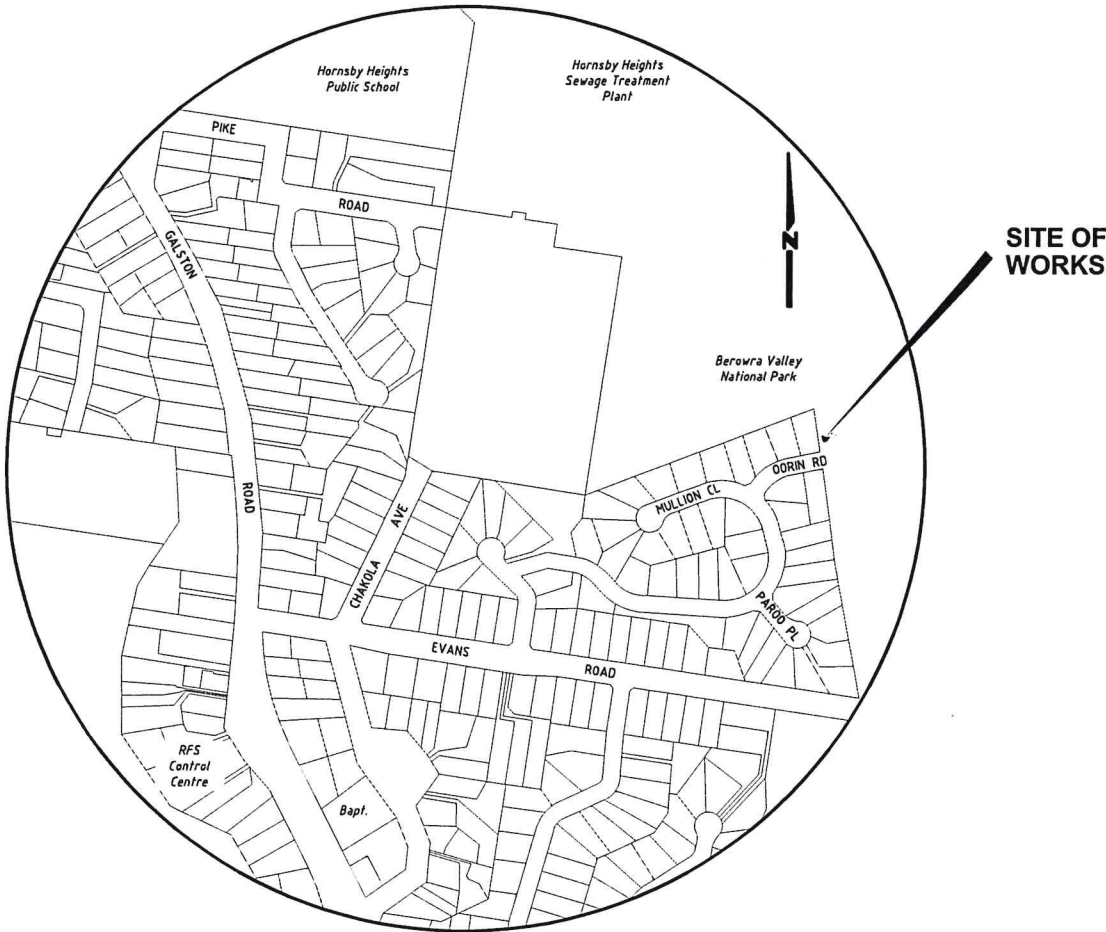 Hornsby Heights
Public School
Hornsby Heights
Sewage Treatment
Plant
PIKE
ROAD
GALSTON
N
SITE OF
WORKS
Berowra Valley
National Park
OORIN RD
MULLION CL
ROAD
AVE
CHAKOLA
PAROO PL
EVANS
ROAD
RFS
Control
Centre
Bapt.